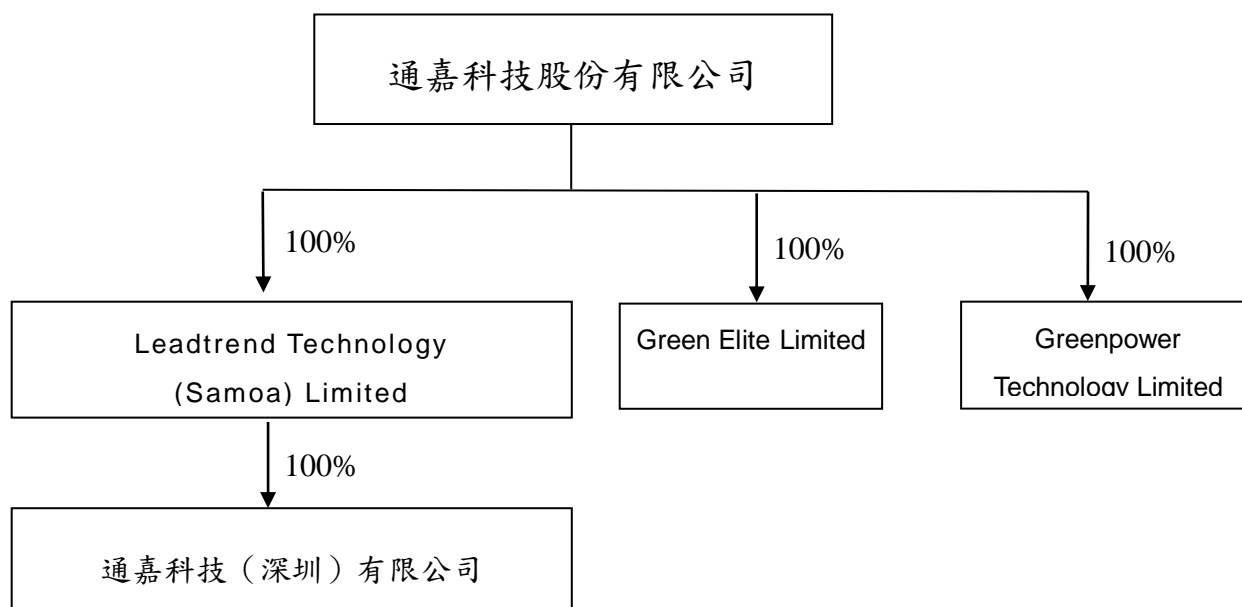 通嘉科技股份有限公司
100%
100%
100%
Leadtrend Technology
(Samoa) Limited
Green Elite Limited
Greenpower
Technology Limited
100%
通嘉科技（深圳）有限公司